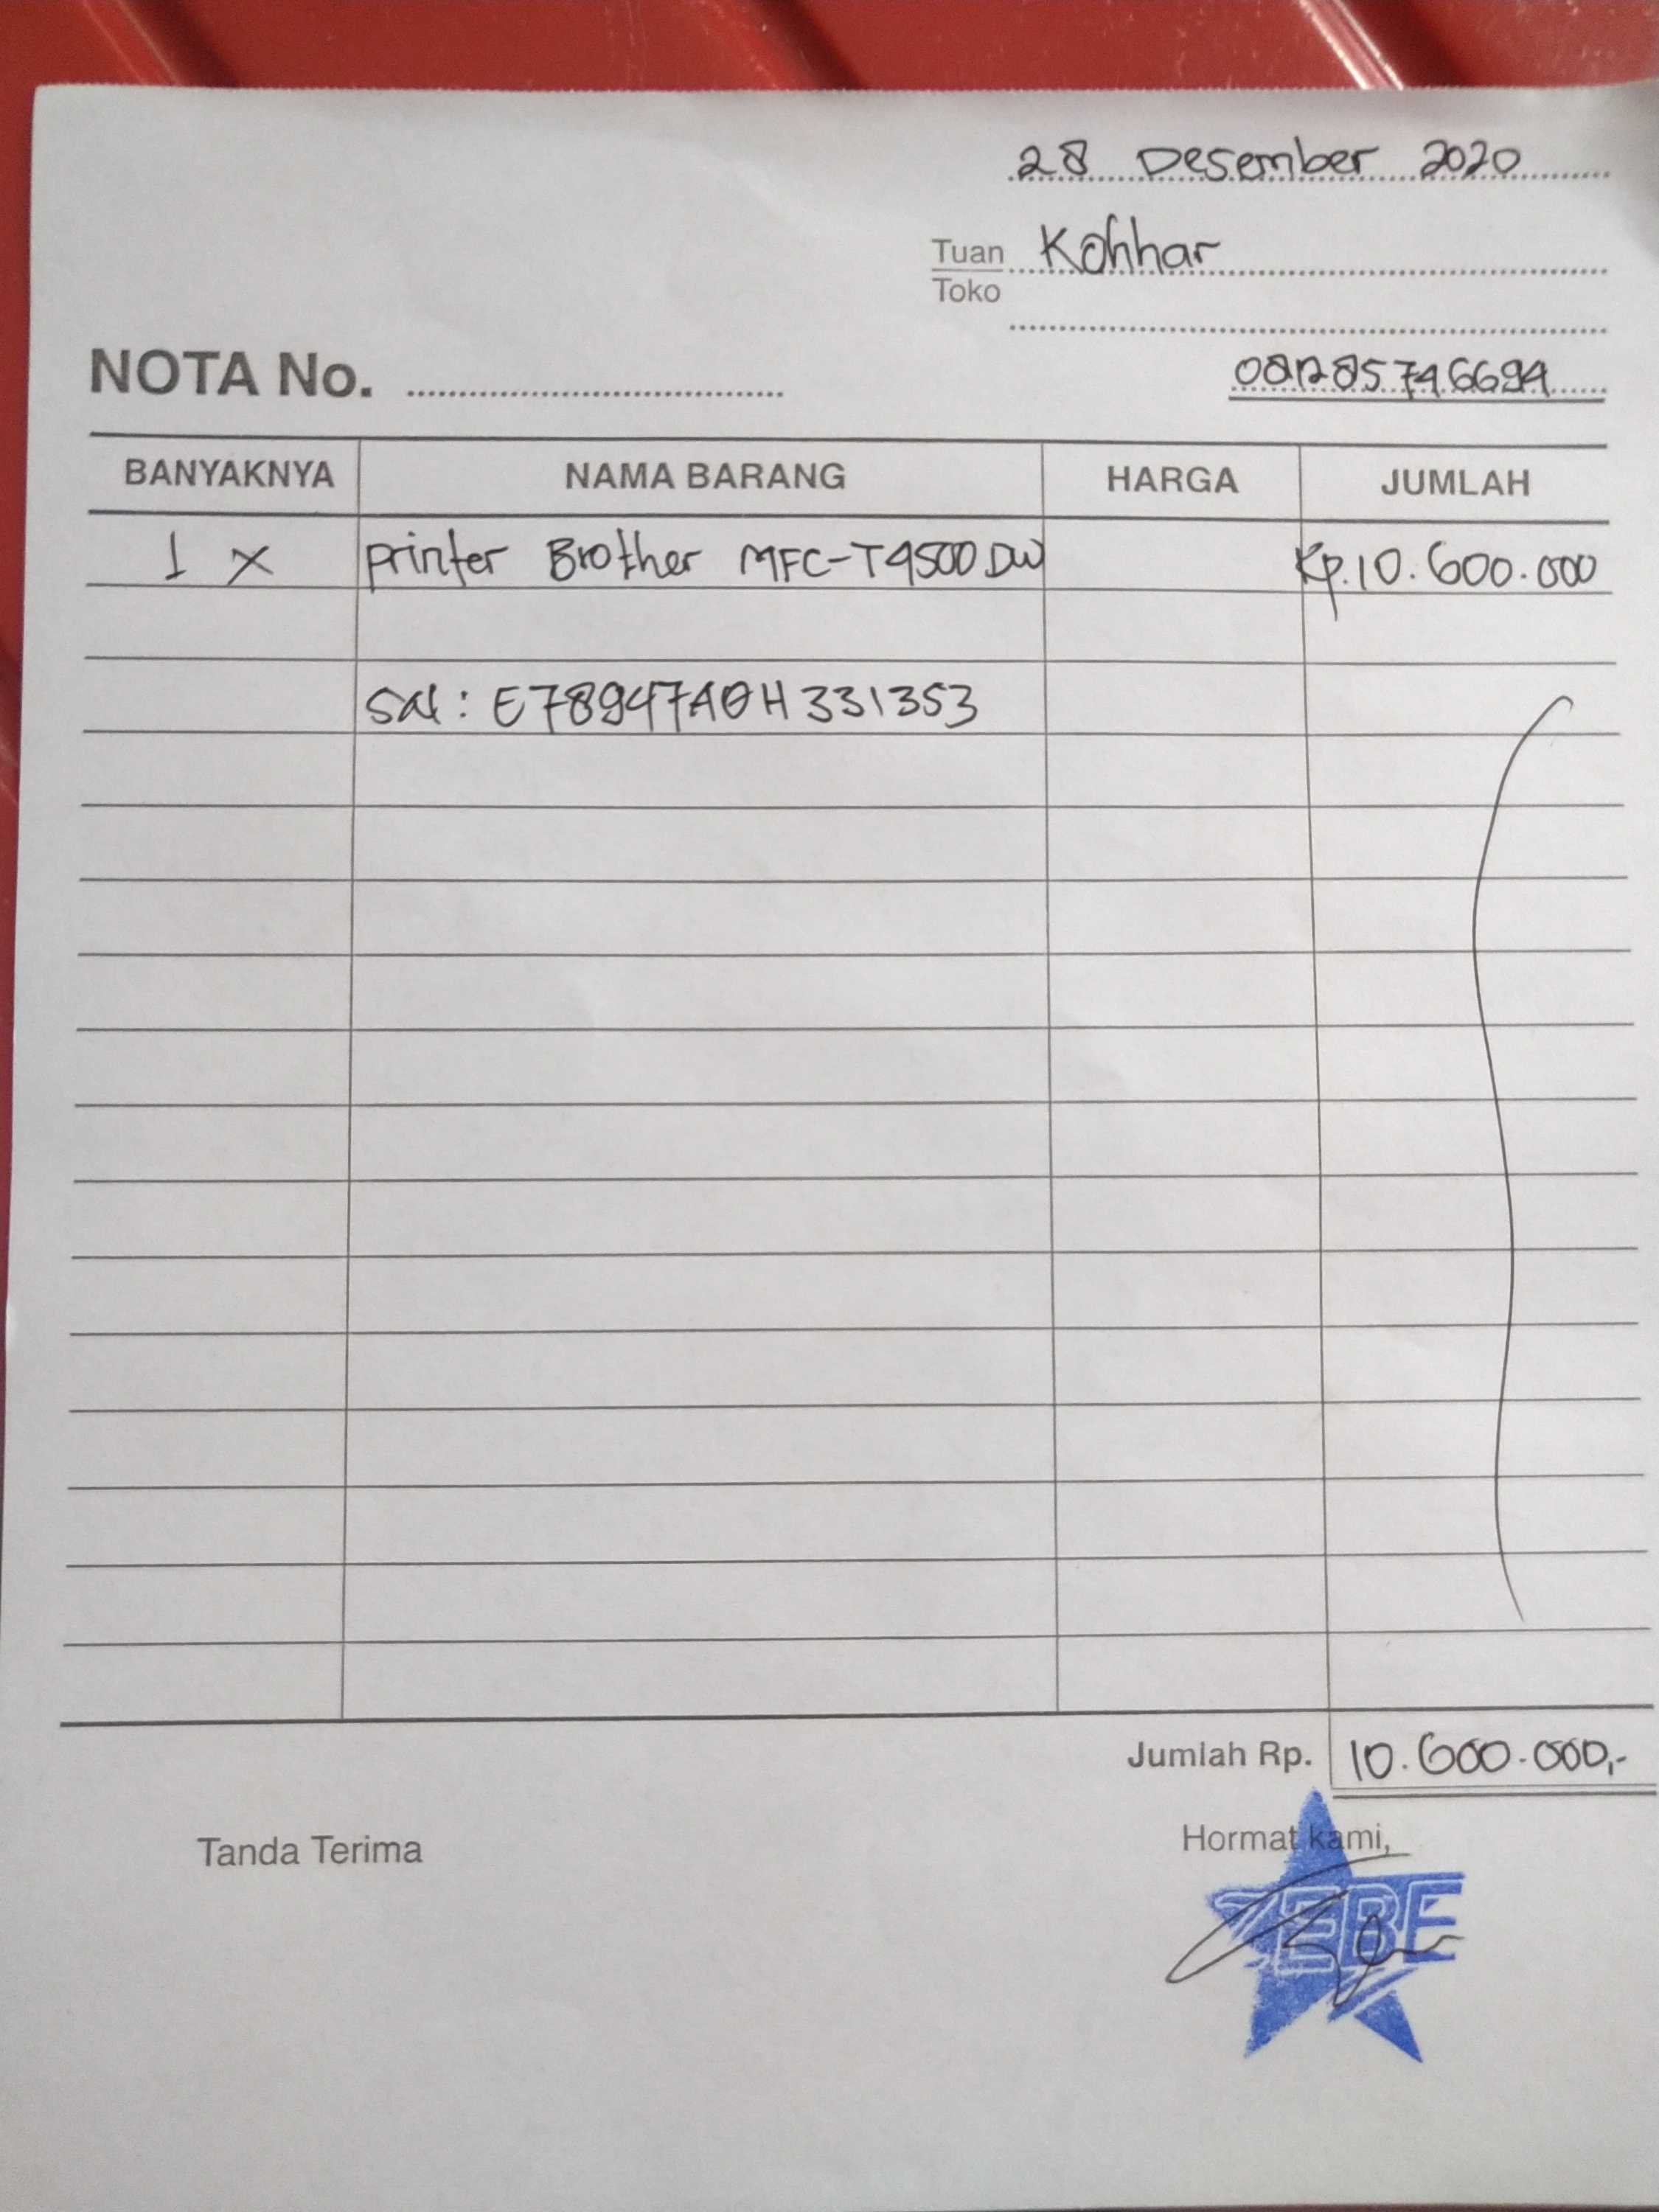 28 Desember 2020
Tuan Kohhar
Toko
NOTA No.
081285746694
BANYAKNYA NAMA BARANG HARGA JUMLAH
1 x printer Brother MFC-T4500DW Rp.10.600.000
SN : E78947A0H331353
Jumlah Rp. 10.600.000,-
Tanda Terima Hormat kami,
ZEBE